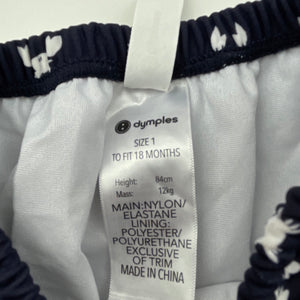 dymples
SIZE 1
TO FIT 18 MONTHS
Height: 84cm
Mass: 12kg
MAIN:NYLON/
ELASTANE
LINING:
POLYESTER/
POLYURETHANE
EXCLUSIVE
OF TRIM
MADE IN CHINA